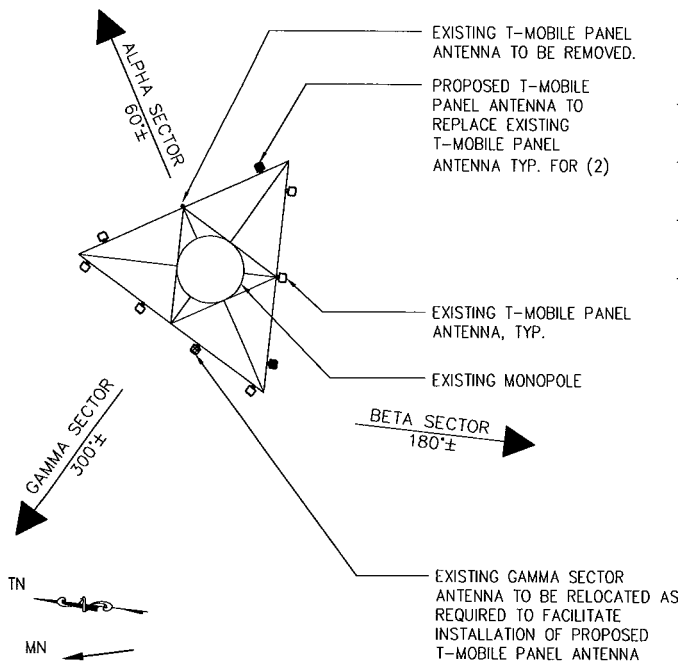 EXISTING T-MOBILE PANEL
ANTENNA TO BE REMOVED.
PROPOSED T-MOBILE
PANEL ANTENNA TO
REPLACE EXISTING
T-MOBILE PANEL
ANTENNA TYP. FOR (2)
ALPHA SECTOR
60°±
EXISTING T-MOBILE PANEL
ANTENNA, TYP.
EXISTING MONOPOLE
BETA SECTOR
180°±
GAMMA SECTOR
300°±
EXISTING GAMMA SECTOR
ANTENNA TO BE RELOCATED AS
REQUIRED TO FACILITATE
INSTALLATION OF PROPOSED
T-MOBILE PANEL ANTENNA
TN
MN